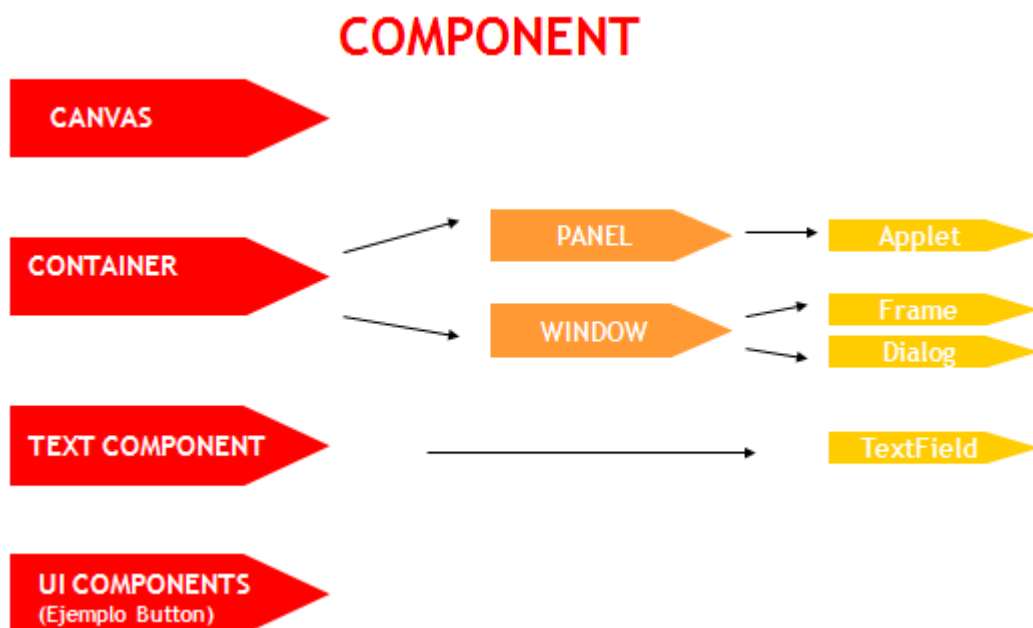 COMPONENT
CANVAS
CONTAINER
PANEL
Applet
WINDOW
Frame
Dialog
TEXT COMPONENT
TextField
UI COMPONENTS
(Ejemplo Button)